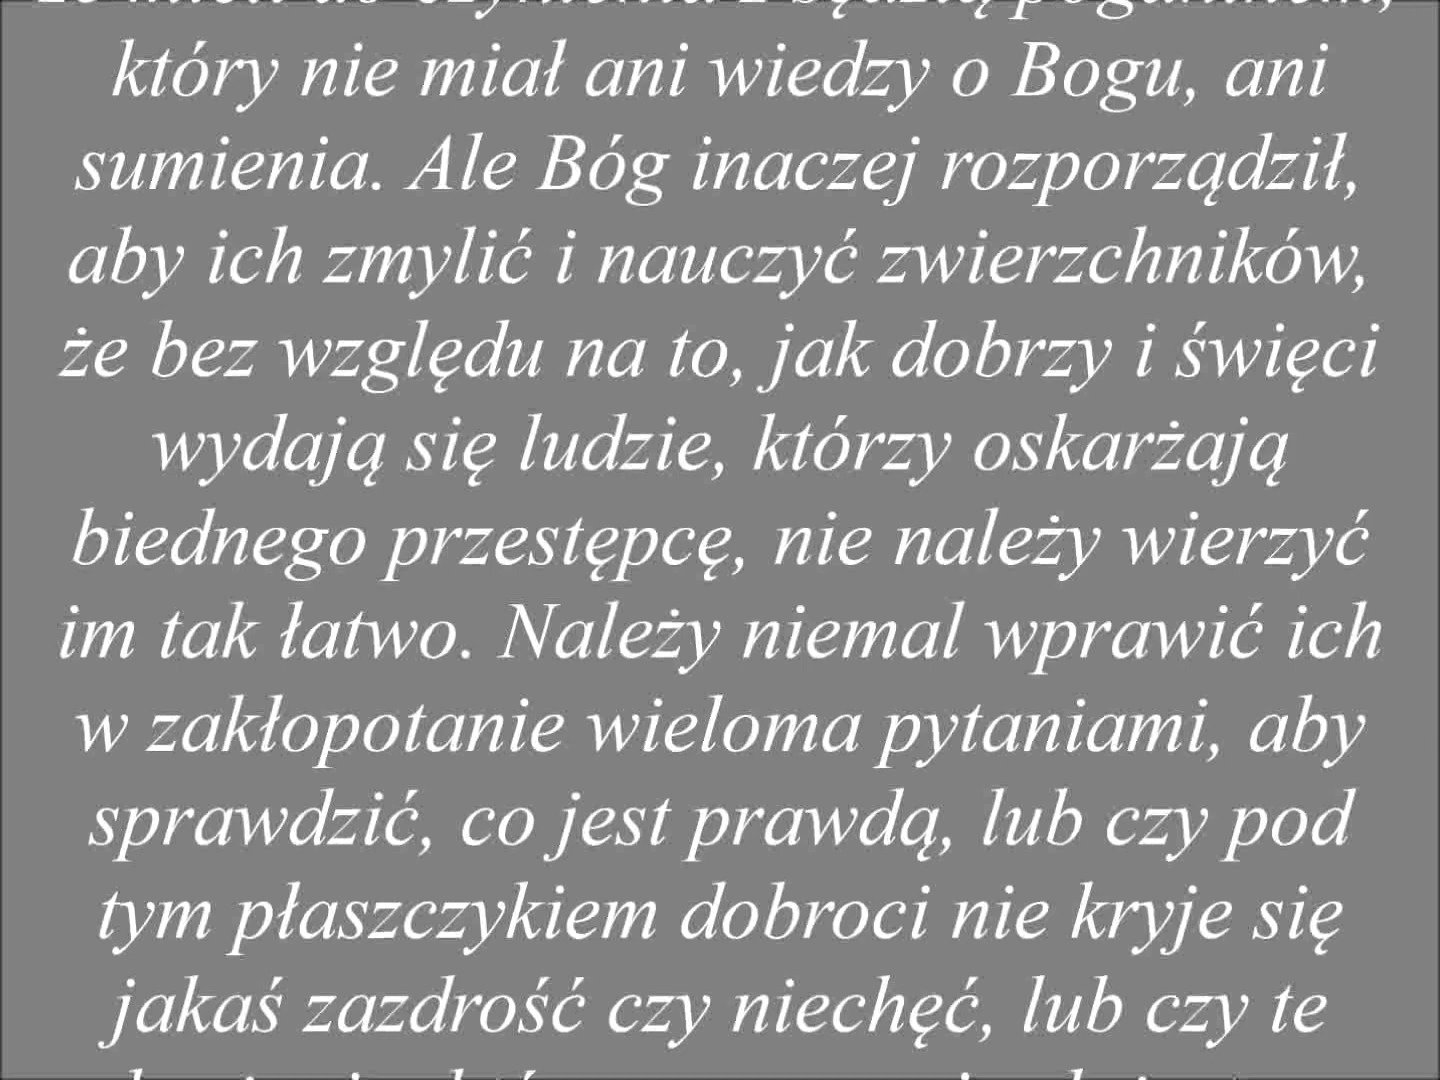 który nie miał ani wiedzy o Bogu, ani
sumienia. Ale Bóg inaczej rozporządził,
aby ich zmylić i nauczyć zwierzchników,
że bez względu na to, jak dobrzy i święci
wydają się ludzie, którzy oskarżają
biednego przestępcę, nie należy wierzyć
im tak łatwo. Należy niemal wprawić ich
w zakłopotanie wieloma pytaniami, aby
sprawdzić, co jest prawdą, lub czy pod
tym płaszczykiem dobroci nie kryje się
jakaś zazdrość czy niechęć, lub czy te